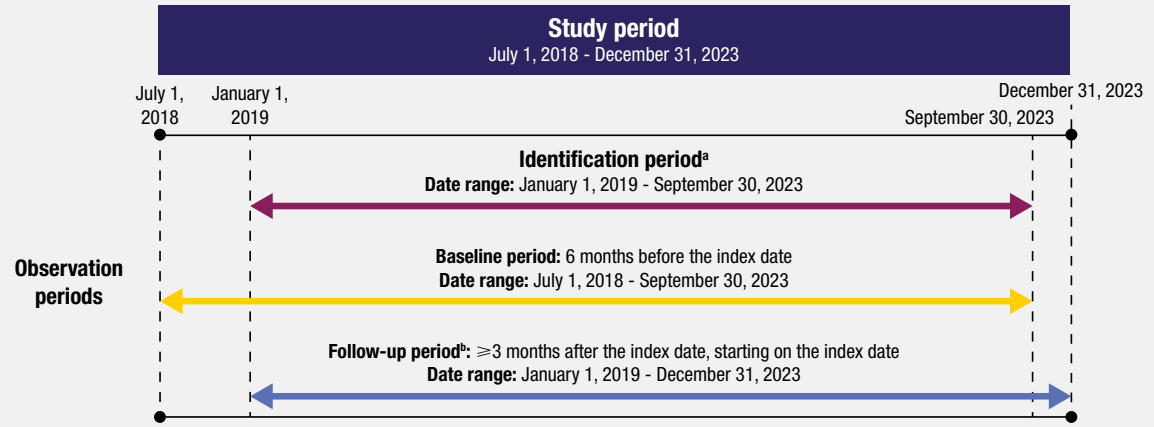 Study period
July 1, 2018 - December 31, 2023
July 1,
2018
January 1,
2019
September 30, 2023
December 31, 2023
Identification periodᵃ
Date range: January 1, 2019 - September 30, 2023
Observation
periods
Baseline period: 6 months before the index date
Date range: July 1, 2018 - September 30, 2023
Follow-up periodᵇ: ⩾3 months after the index date, starting on the index date
Date range: January 1, 2019 - December 31, 2023